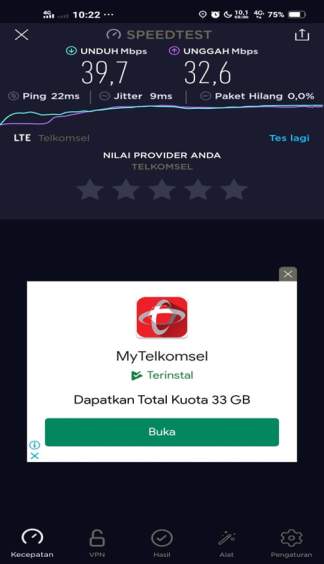 4G 10:22 ... 10,1 KB/S 4G 75%
SPEEDTEST
UNDUH Mbps UNGGAH Mbps
39,7 32,6
Ping 22ms Jitter 9ms Paket Hilang 0,0%
LTE Telkomsel Tes lagi
NILAI PROVIDER ANDA
TELKOMSEL
MyTelkomsel
Terinstal
Dapatkan Total Kuota 33 GB
Buka
Kecepatan VPN Hasil Alat Pengaturan